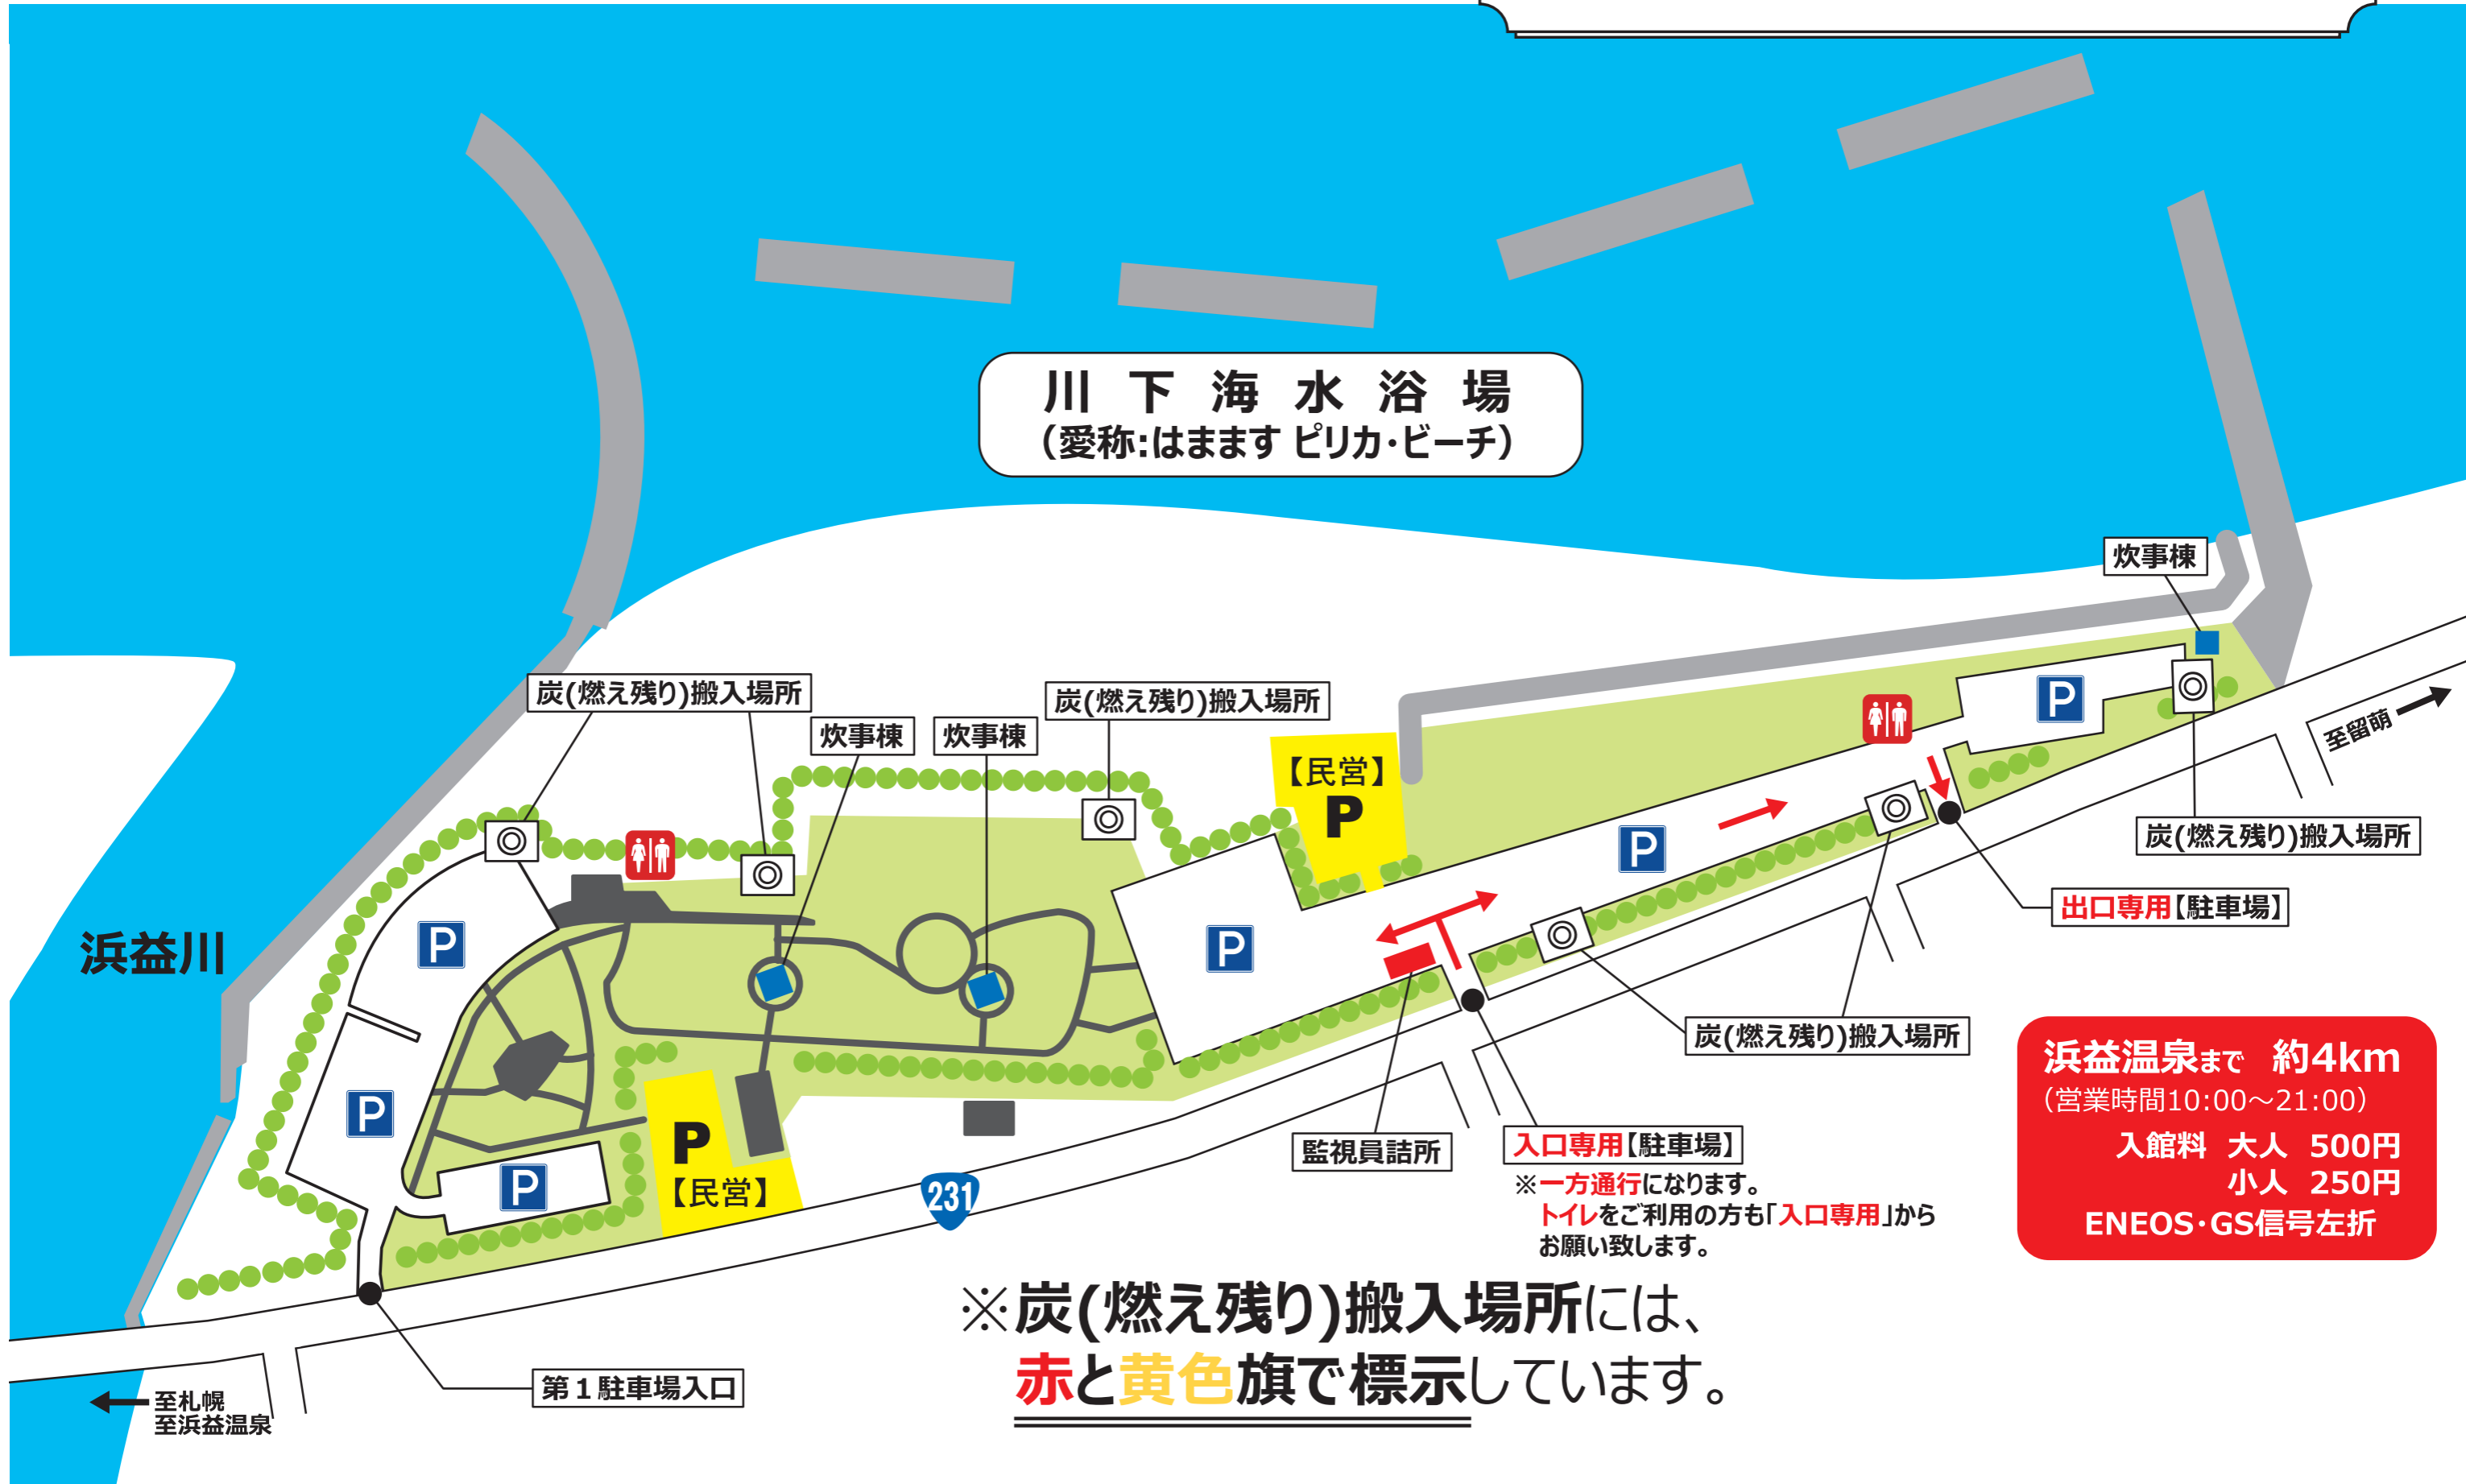 川下海水浴場
（愛称:はまます ピリカ・ビーチ）
炊事棟
炭(燃え残り)搬入場所
炭(燃え残り)搬入場所
炊事棟
炊事棟
【民営】
P
P
至留萌
炭(燃え残り)搬入場所
P
P
P
出口専用【駐車場】
浜益川
炭(燃え残り)搬入場所
P
P
P
【民営】
P
231
監視員詰所
入口専用【駐車場】
※一方通行になります。
トイレをご利用の方も「入口専用」から
お願い致します。
浜益温泉まで 約4km
（営業時間10:00～21:00）
入館料 大人 500円
小人 250円
ENEOS・GS信号左折
※炭(燃え残り)搬入場所には、
赤と黄色旗で標示しています。
第１駐車場入口
至札幌
至浜益温泉